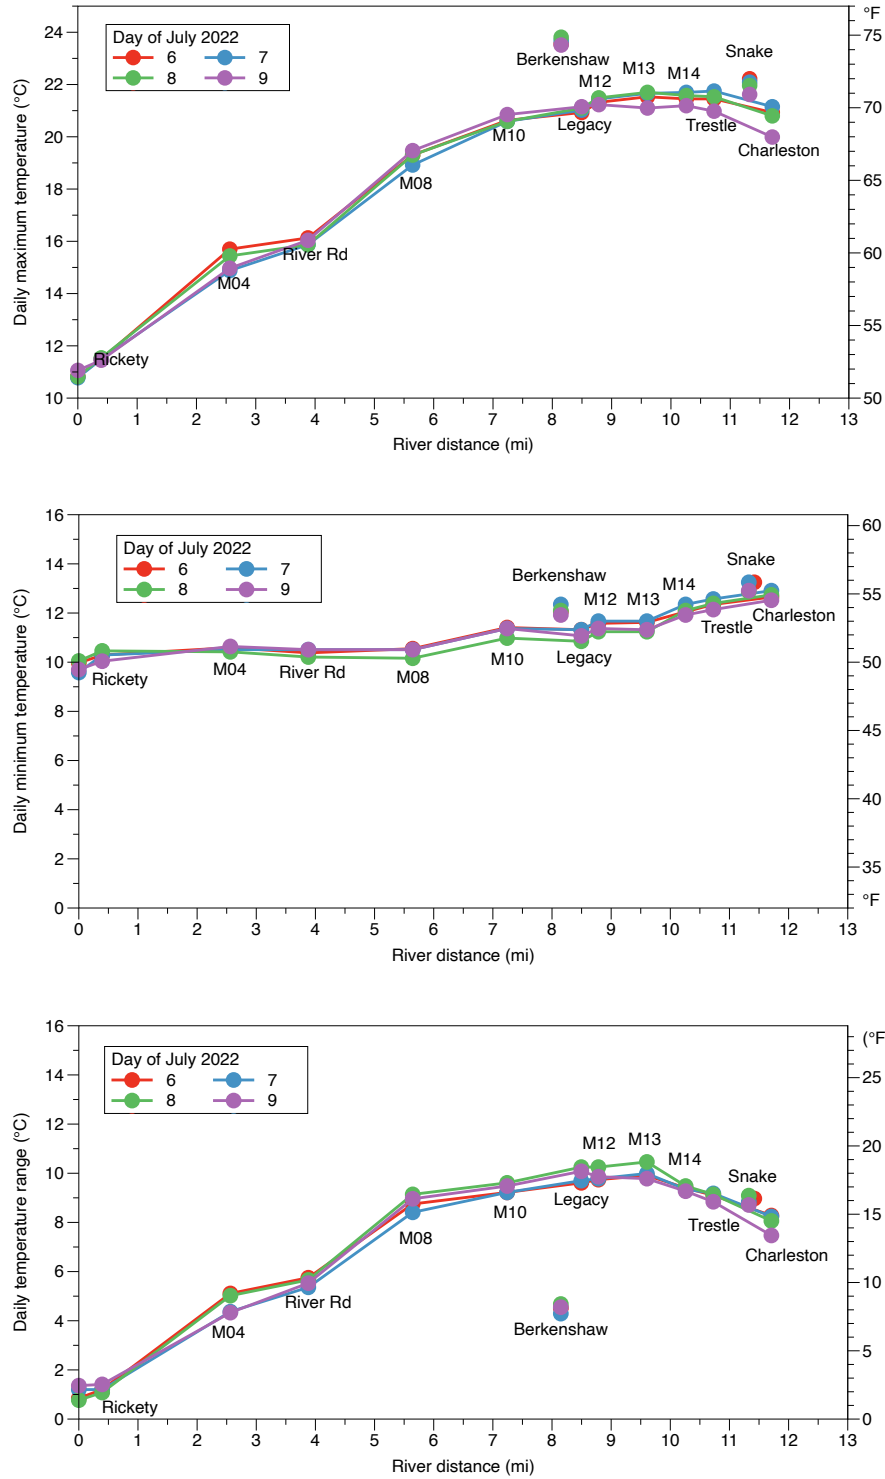 °F
24
75
Day of July 2022
6
7
8
9
Snake
Berkenshaw
M13
M14
M12
22
70
Legacy
Trestle
20
M10
Charleston
Daily maximum temperature (°C)
18
M08
65
16
River Rd
60
M04
14
55
12
Rickety
10
50
0
1
2
3
4
5
6
7
8
9
10
11
12
13
River distance (mi)
16
60
Day of July 2022
6
7
8
9
14
Snake
Berkenshaw
M14
55
12
M12
M13
Charleston
Trestle
Legacy
M10
10
50
Rickety
M04
River Rd
M08
Daily minimum temperature (°C)
8
45
6
40
4
2
35
°F
0
0
1
2
3
4
5
6
7
8
9
10
11
12
13
River distance (mi)
16
(°F
Day of July 2022
6
7
8
9
14
25
12
M12
M13
20
M14
10
Snake
Legacy
M10
Trestle
15
8
M08
Charleston
Daily temperature range (°C)
6
River Rd
10
4
M04
Berkenshaw
5
2
Rickety
0
0
0
1
2
3
4
5
6
7
8
9
10
11
12
13
River distance (mi)